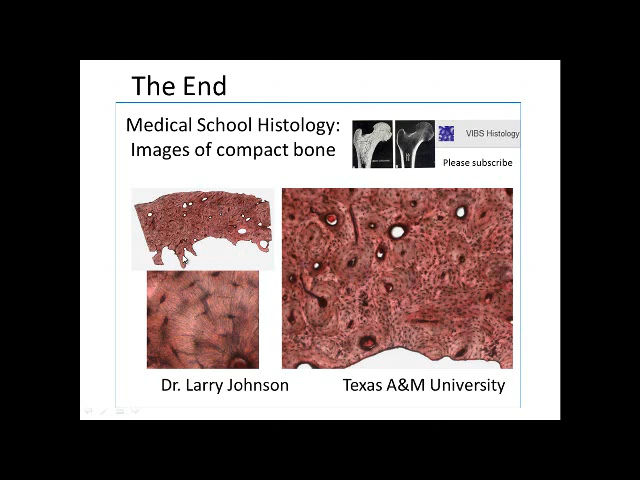 The End
Medical School Histology:
Images of compact bone
VIBS Histology
Please subscribe
Dr. Larry Johnson
Texas A&M University